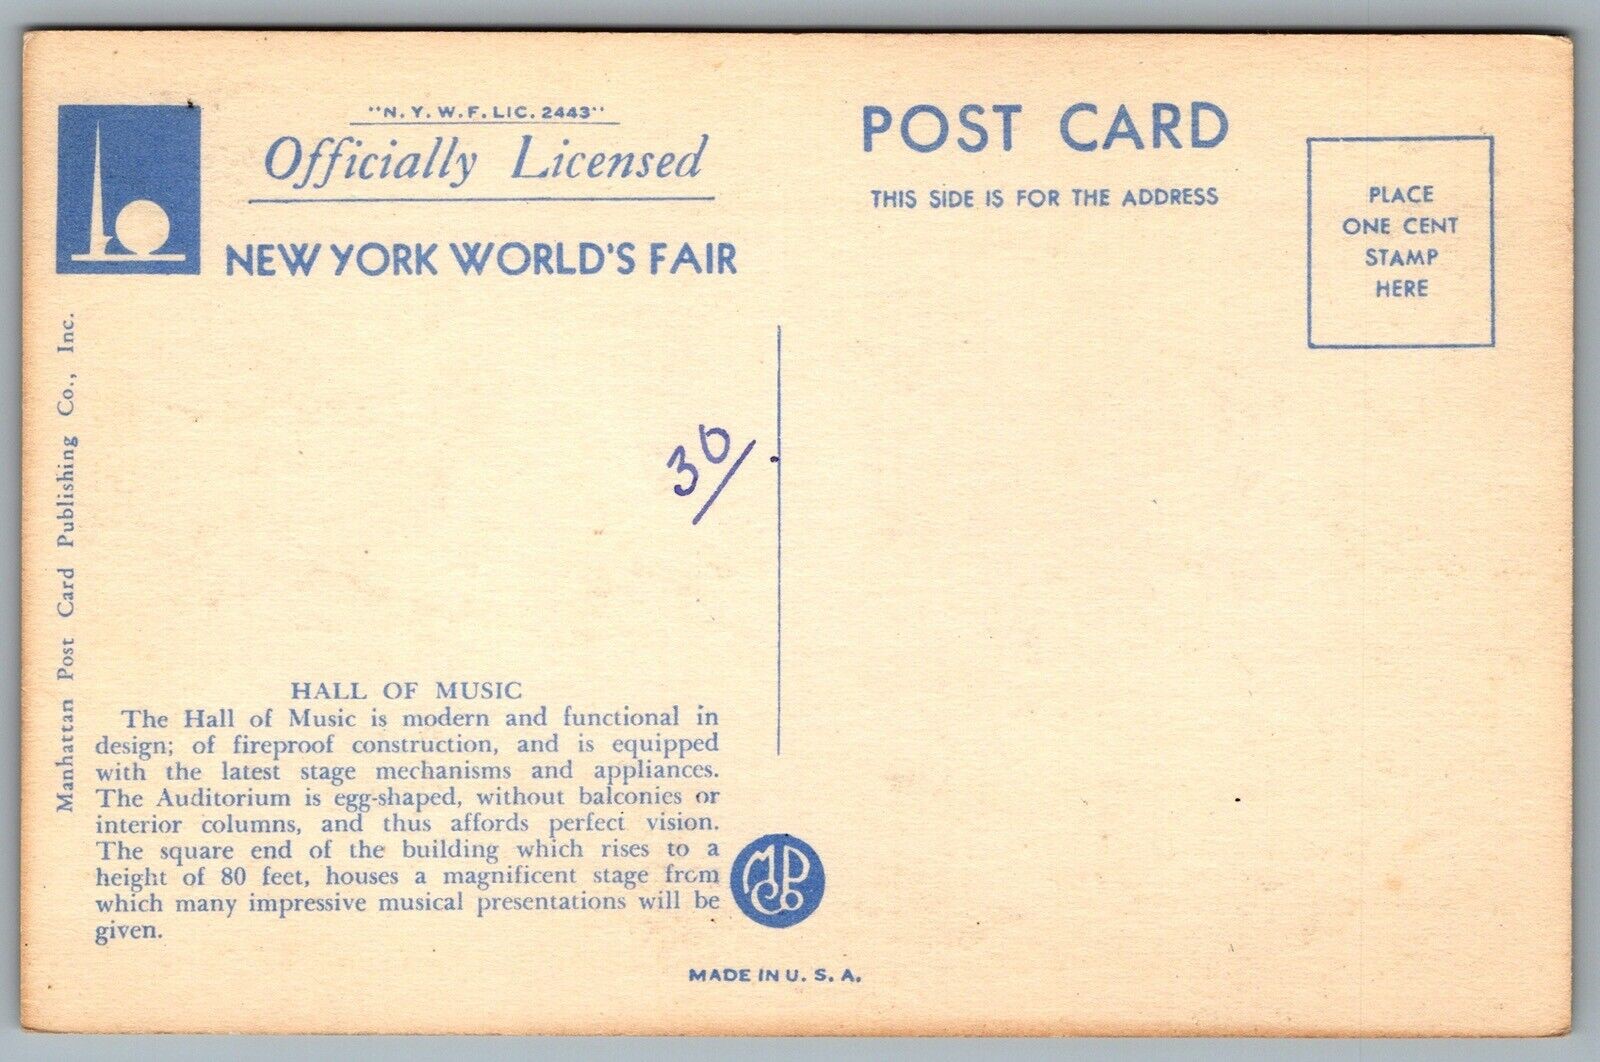 "N. Y. W. F. LIC. 2443"
Officially Licensed
NEW YORK WORLD'S FAIR
POST CARD
THIS SIDE IS FOR THE ADDRESS
PLACE
ONE CENT
STAMP
HERE
Manhattan Post Card Publishing Co., Inc.
30/
HALL OF MUSIC
The Hall of Music is modern and functional in
design; of fireproof construction, and is equipped
with the latest stage mechanisms and appliances.
The Auditorium is egg-shaped, without balconies or
interior columns, and thus affords perfect vision.
The square end of the building which rises to a
height of 80 feet, houses a magnificent stage from
which many impressive musical presentations will be
given.
MPCo
MADE IN U. S. A.